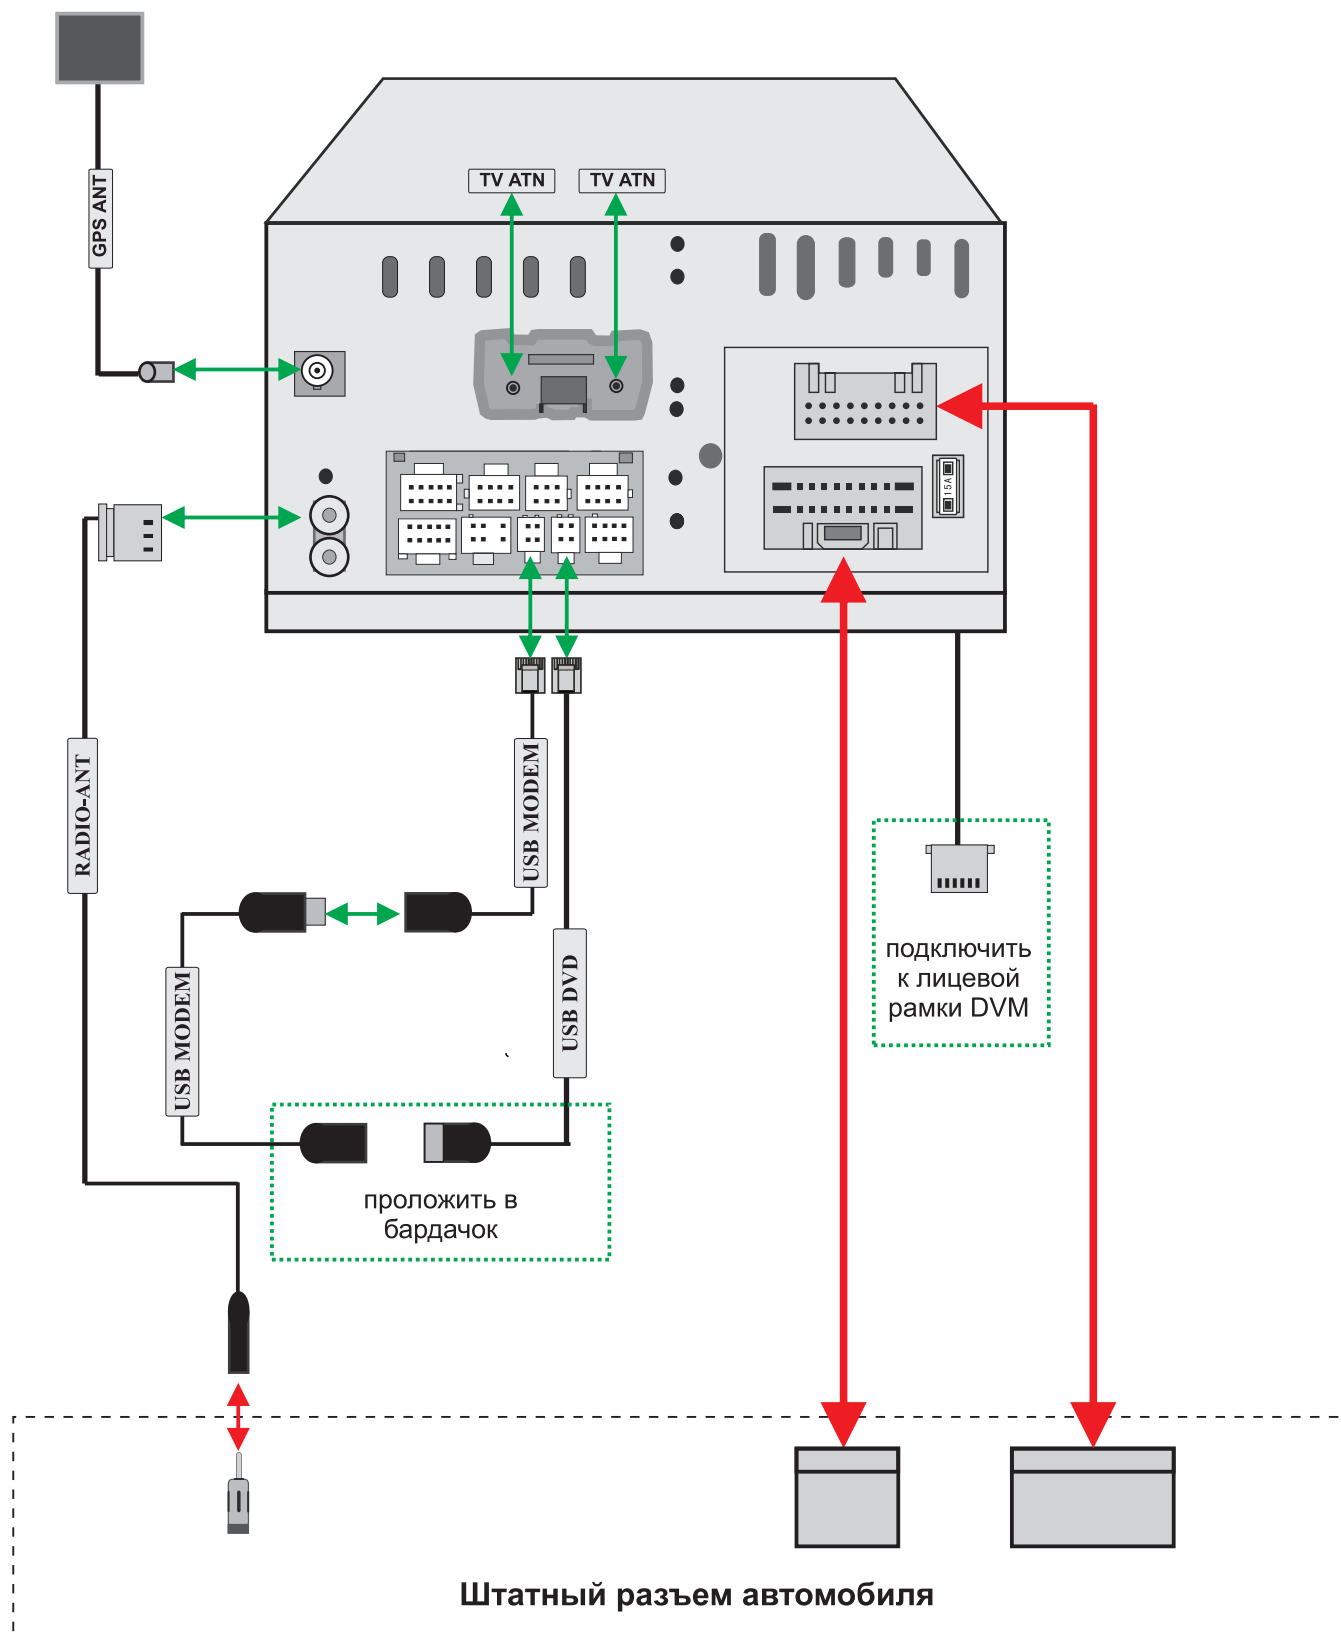 TV ATN
TV ATN
GPS ANT
15A
RADIO-ANT
USB MODEM
USB MODEM
USB DVD
подключить
к лицевой
рамки DVM
проложить в
бардачок
Штатный разъем автомобиля